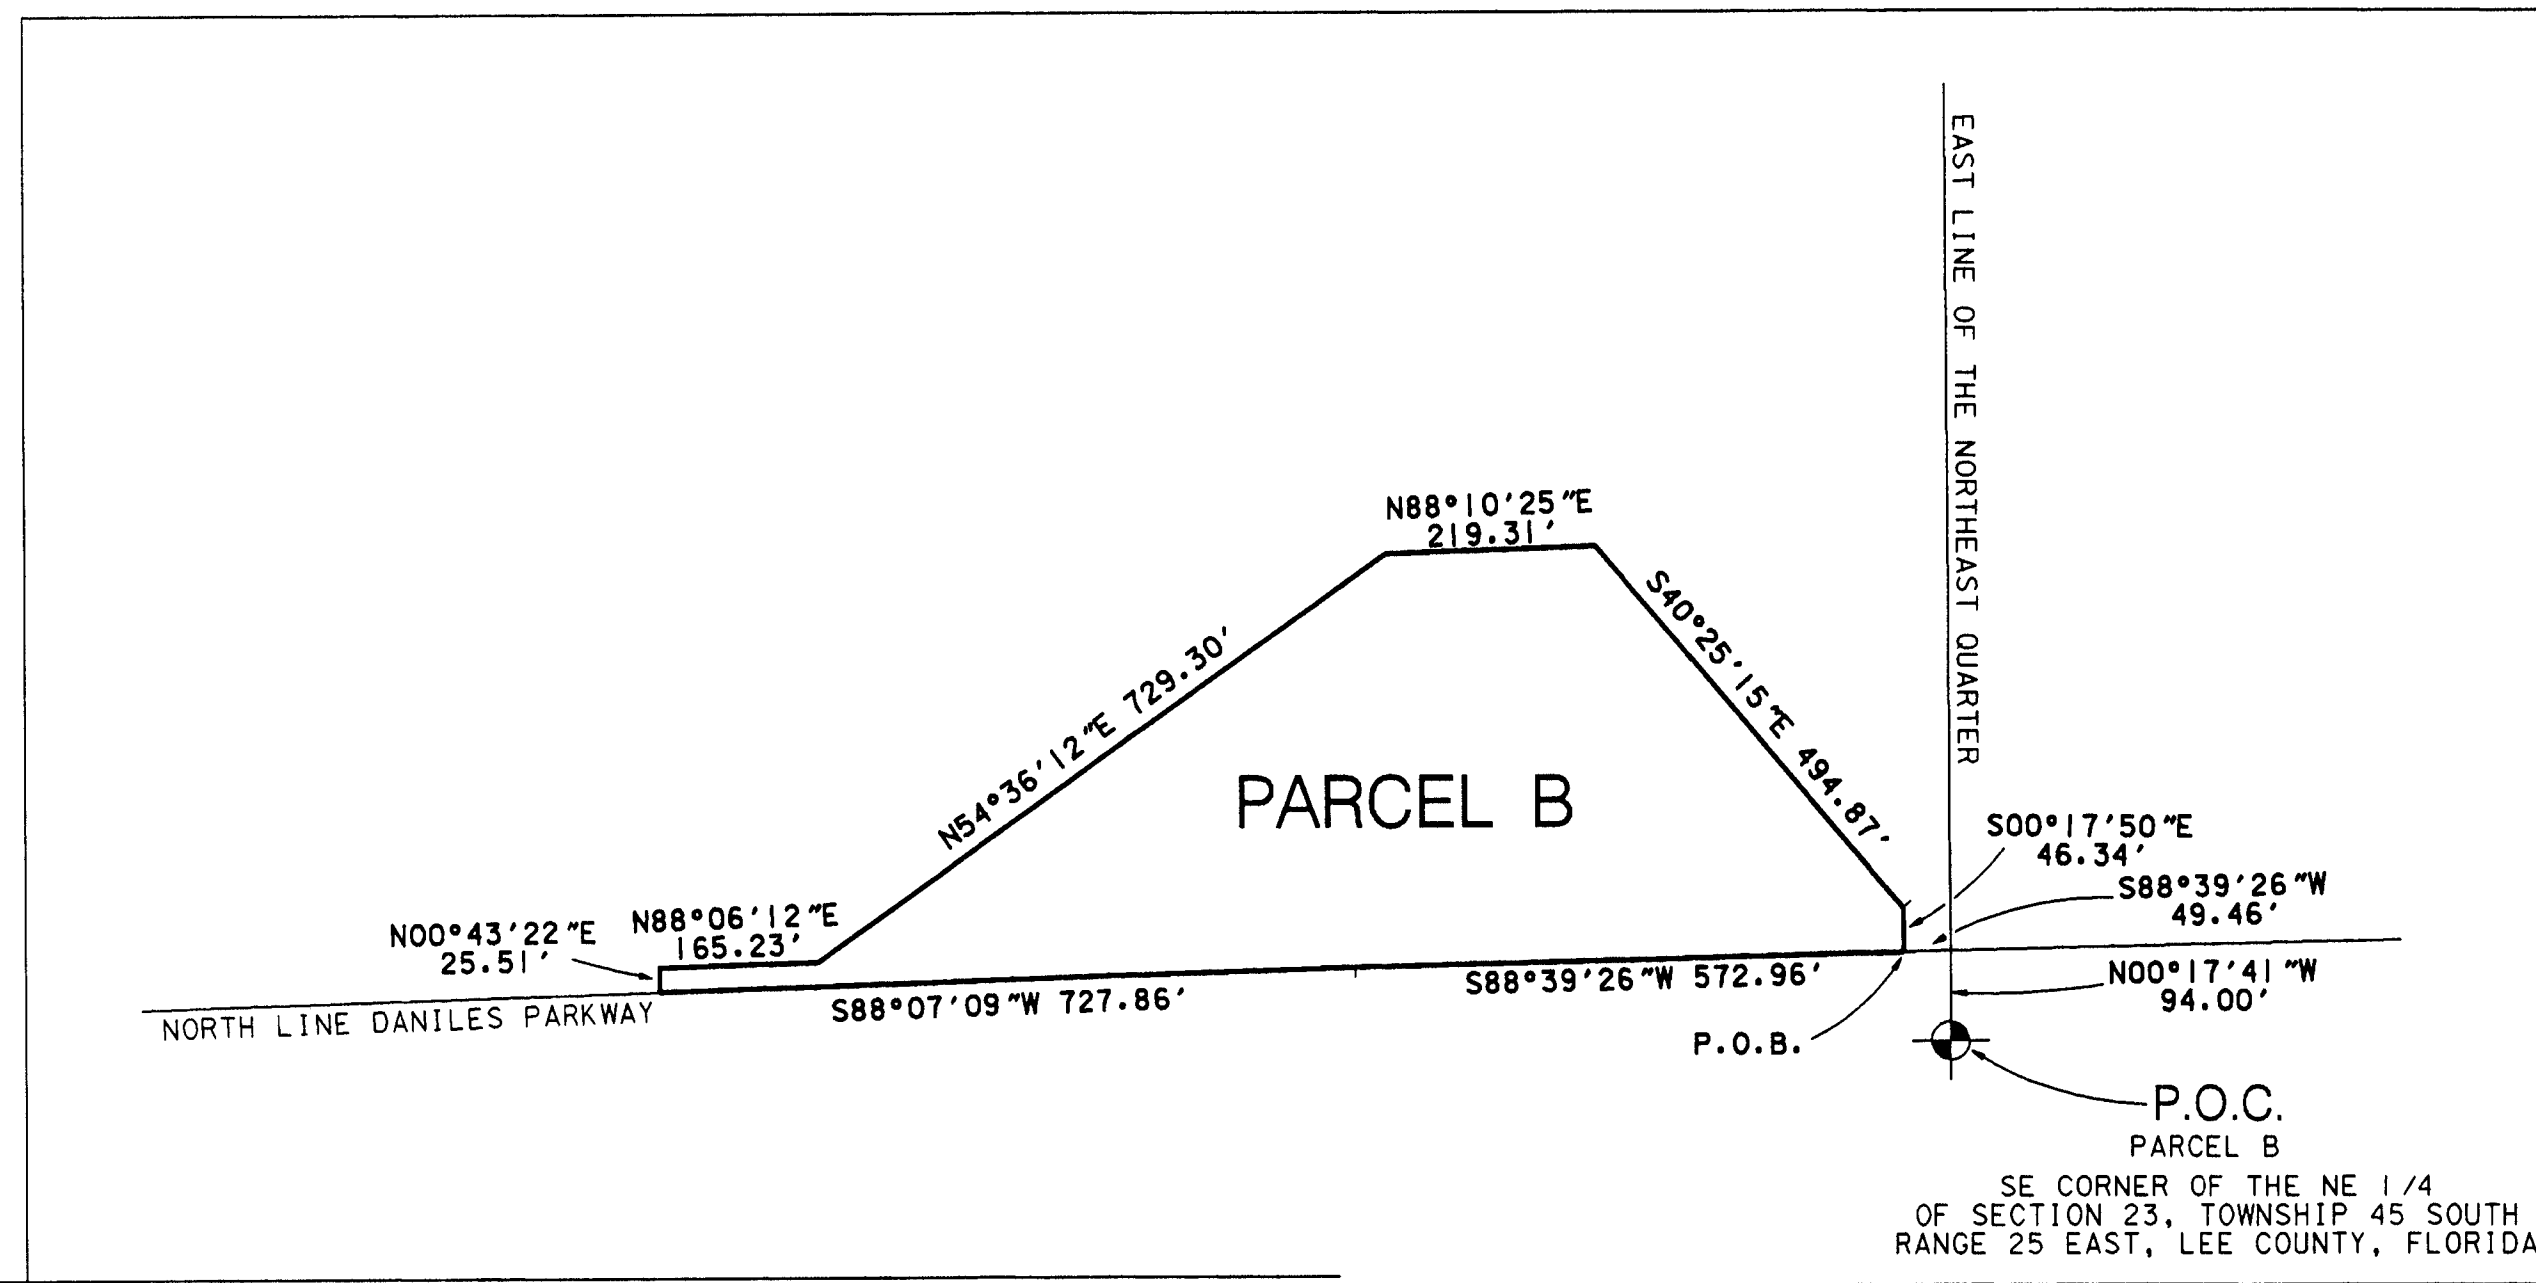 EAST LINE OF THE NORTHEAST QUARTER
N88°10'25"E
219.31'
S40°25'15"E 494.87'
N54°36'12"E 729.30'
PARCEL B
S00°17'50"E
46.34'
S88°39'26"W
49.46'
N00°43'22"E
25.51'
N88°06'12"E
165.23'
S88°39'26"W 572.96'
N00°17'41"W
94.00'
S88°07'09"W 727.86'
NORTH LINE DANILES PARKWAY
P.O.B.
P.O.C.
PARCEL B
SE CORNER OF THE NE 1/4
OF SECTION 23, TOWNSHIP 45 SOUTH
RANGE 25 EAST, LEE COUNTY, FLORIDA